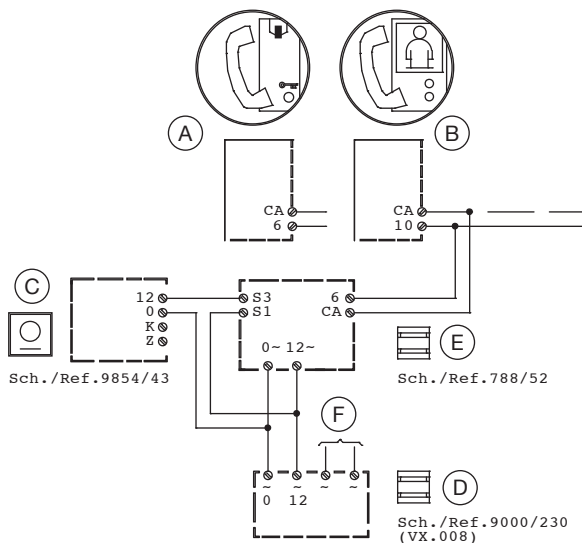 A
B
CA
6
CA
10
C
12
0
K
Z
S3
S1
6
CA
0~ 12~
E
Sch./Ref.9854/43
Sch./Ref.788/52
F
~ ~ ~ ~
0 12
D
Sch./Ref.9000/230
(VX.008)